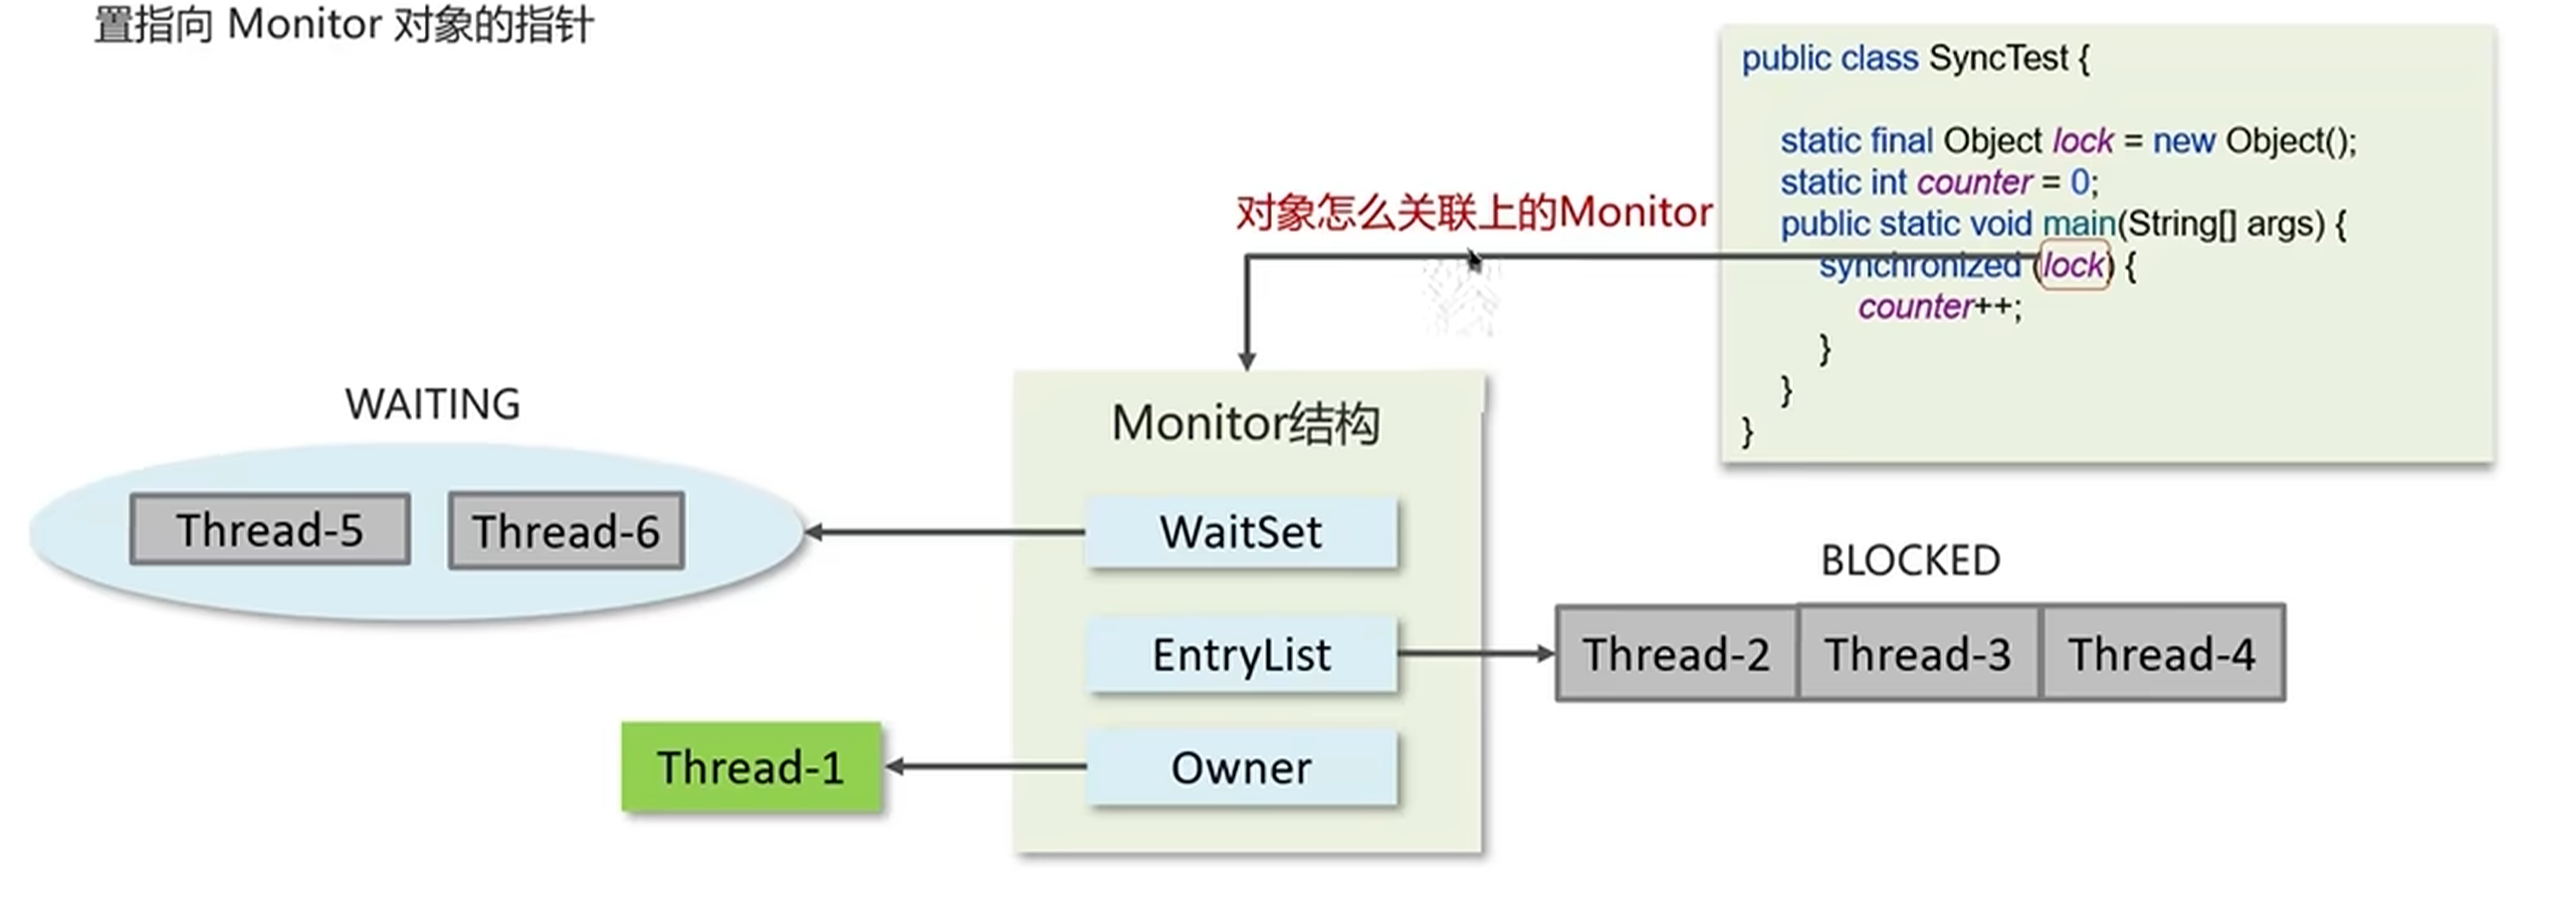 置指向 Monitor 对象的指针
public class SyncTest {
static final Object lock = new Object();
static int counter = 0;
public static void main(String[] args) {
synchronized (lock) {
counter++;
}
}
}
对象怎么关联上的Monitor
WAITING
Thread-5
Thread-6
Monitor结构
WaitSet
EntryList
Owner
BLOCKED
Thread-2
Thread-3
Thread-4
Thread-1